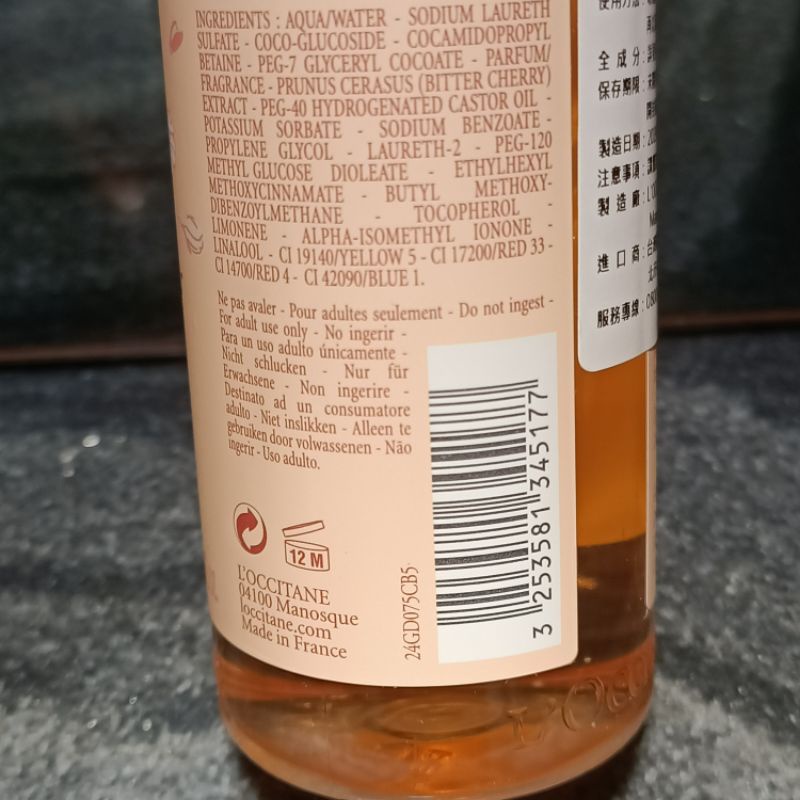 INGREDIENTS : AQUA/WATER - SODIUM LAURETH
SULFATE - COCO-GLUCOSIDE - COCAMIDOPROPYL
BETAINE - PEG-7 GLYCERYL COCOATE - PARFUM/
FRAGRANCE - PRUNUS CERASUS (BITTER CHERRY)
EXTRACT - PEG-40 HYDROGENATED CASTOR OIL -
POTASSIUM SORBATE - SODIUM BENZOATE -
PROPYLENE GLYCOL - LAURETH-2 - PEG-120
METHYL GLUCOSE DIOLEATE - ETHYLHEXYL
METHOXYCINNAMATE - BUTYL METHOXY-
DIBENZOYLMETHANE - TOCOPHEROL -
LIMONENE - ALPHA-ISOMETHYL IONONE -
LINALOOL - CI 19140/YELLOW 5 - CI 17200/RED 33 -
CI 14700/RED 4 - CI 42090/BLUE 1.
Ne pas avaler - Pour adultes seulement - Do not ingest -
For adult use only - No ingerir -
Para un uso adulto únicamente -
Nicht schlucken - Nur für
Erwachsene - Non ingerire -
Destinato ad un consumatore
adulto - Niet inslikken - Alleen te
gebruiken door volwassenen - Não
ingerir - Uso adulto.
12 M
L'OCCITANE
04100 Manosque
loccitane.com
Made in France
24GD075CB5
3 253581 345177
使用方法:
全成分:
保存期限:
製造日期:
注意事項:
製造廠:
進口商:
服務專線:
L'Occ